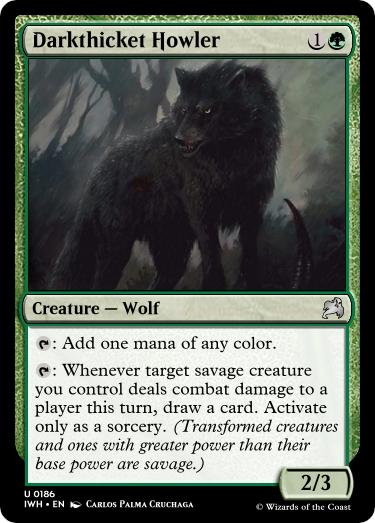 Darkthicket Howler 1
Creature — Wolf
: Add one mana of any color.
: Whenever target savage creature
you control deals combat damage to a
player this turn, draw a card. Activate
only as a sorcery. (Transformed creatures
and ones with greater power than their
base power are savage.)
2/3
U 0186
IWH • EN Carlos Palma Cruchaga
© Wizards of the Coast